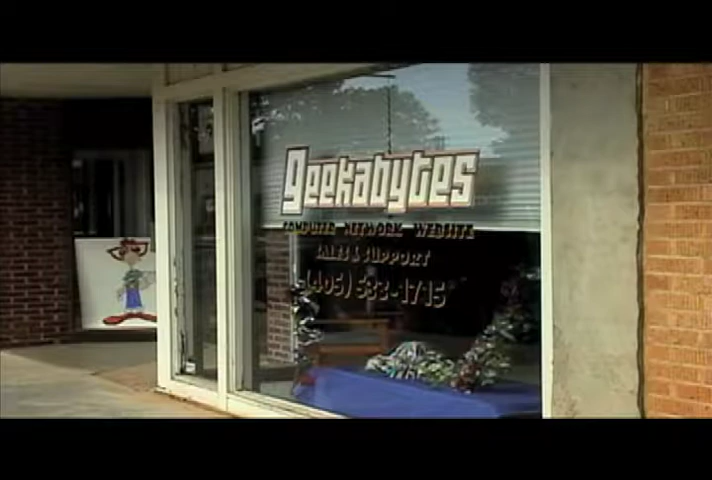 geekabytes
COMPUTER NETWORK WEBSITE
SALES & SUPPORT
(405) 533-1715